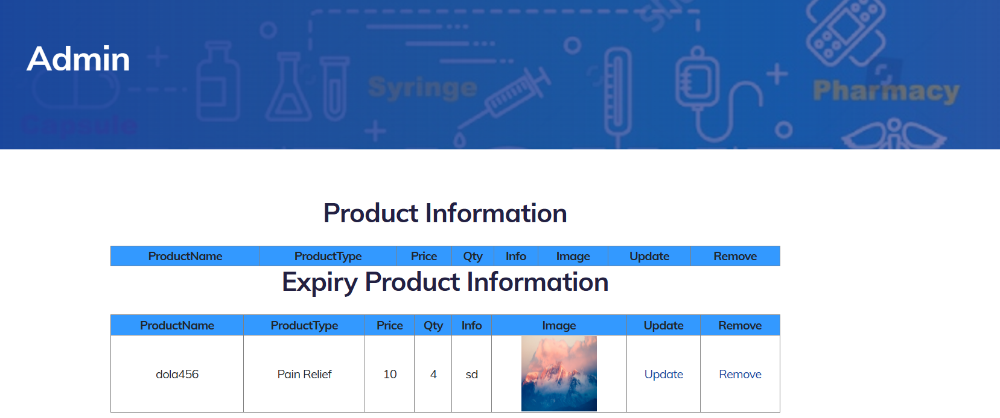 Admin
Syringe
Pharmacy
Capsule
Product Information
ProductName ProductType Price Qty Info Image Update Remove
Expiry Product Information
ProductName ProductType Price Qty Info Image Update Remove
dola456 Pain Relief 10 4 sd Update Remove